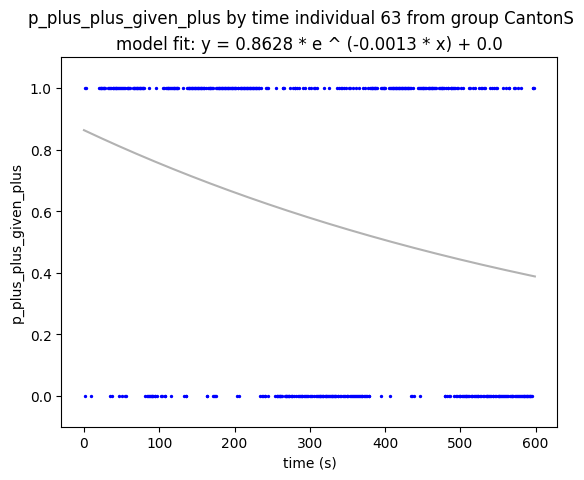 p_plus_plus_given_plus by time individual 63 from group CantonS
model fit: y = 0.8628 * e ^ (-0.0013 * x) + 0.0
p_plus_plus_given_plus
1.0
0.8
0.6
0.4
0.2
0.0
0 100 200 300 400 500 600
time (s)